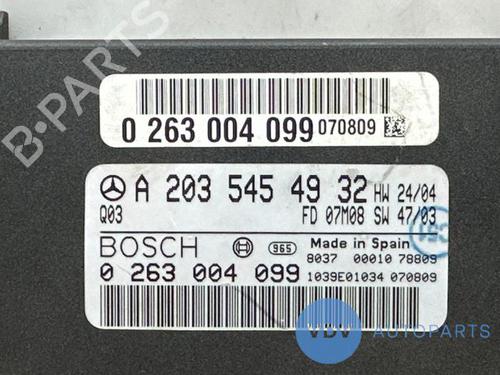 0 263 004 099 070809
A 203 545 49 32 HW 24/04
Q03 FD 07M08 SW 47/03
BOSCH 965 Made in Spain
8037 00010 78809
0 263 004 099 1039E01034 070809
B-PARTS
VDV AUTOPARTS